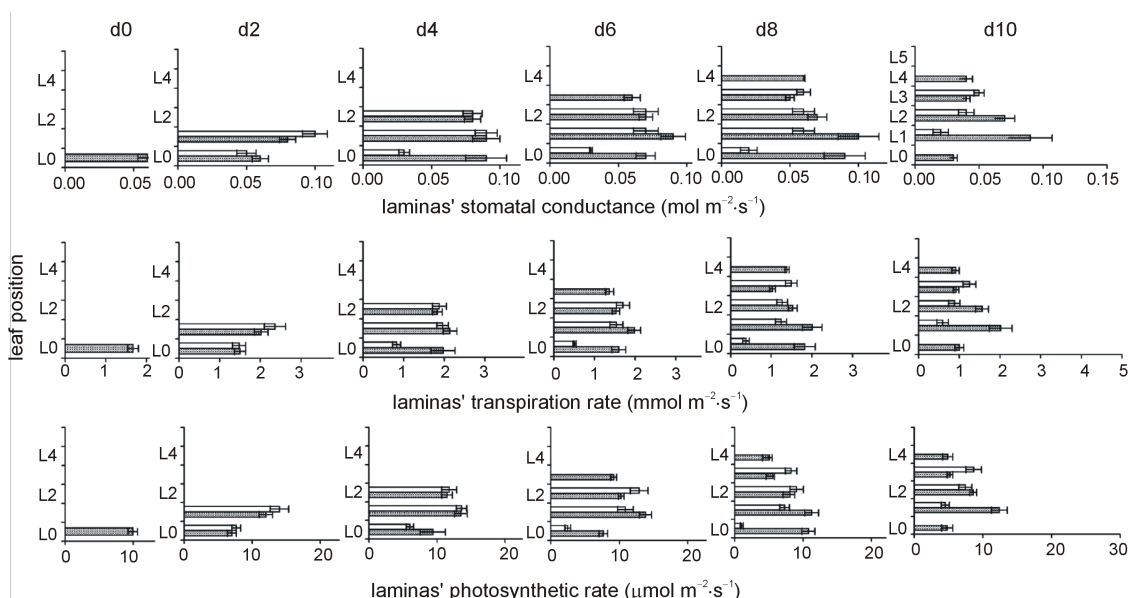 d0 d2 d4 d6 d8 d10
L4 L2 L0
L4 L2 L0
L4 L2 L0
L4 L2 L0
L4 L2 L0
L5 L4 L3 L2 L1 L0
0.00 0.05 0.00 0.05 0.10 0.00 0.05 0.10 0.00 0.05 0.10 0.00 0.05 0.10 0.00 0.05 0.10 0.15
laminas' stomatal conductance (mol m⁻²·s⁻¹)
leaf position
L4 L2 L0
L4 L2 L0
L4 L2 L0
L4 L2 L0
L4 L2 L0
L4 L2 L0
0 1 2 0 1 2 3 0 1 2 3 0 1 2 3 0 1 2 3 0 1 2 3 4 5
laminas' transpiration rate (mmol m⁻²·s⁻¹)
L4 L2 L0
L4 L2 L0
L4 L2 L0
L4 L2 L0
L4 L2 L0
L4 L2 L0
0 10 0 10 20 0 10 20 0 10 20 0 10 20 0 10 20 30
laminas' photosynthetic rate (µmol m⁻²·s⁻¹)